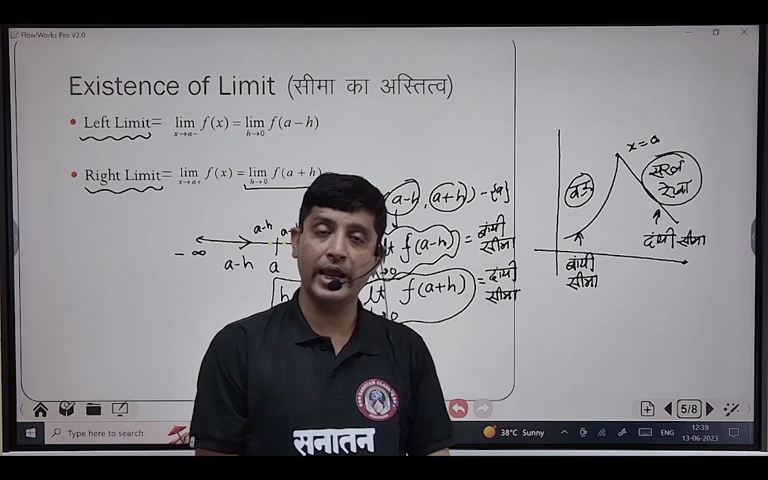 FlowWorks Pro V2.0
Existence of Limit (सीमा का अस्तित्व)
• Left Limit= lim x→a− f(x) = lim h→0 f(a−h)
• Right Limit= lim x→a+ f(x) = lim h→0 f(a+h)
(a-h, a+h) - {a}
a-h
-∞
a-h
a
f(a-h) = बांयी सीमा
lt f(a+h) = दांयी सीमा
x=a
वक्र
सरल रेखा
दांयी सीमा
बांयी सीमा
5/8
Type here to search
38°C Sunny
ENG
12:39
13-06-2023
सनातन